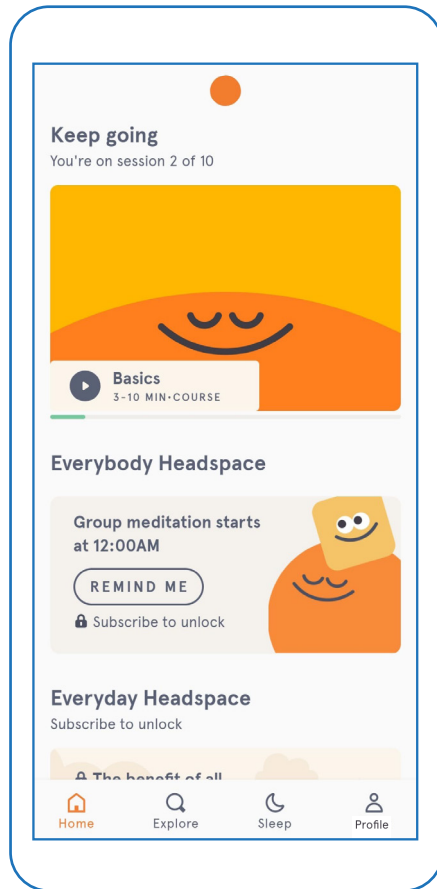 Keep going
You're on session 2 of 10
Basics
3-10 MIN•COURSE
Everybody Headspace
Group meditation starts
at 12:00AM
REMIND ME
Subscribe to unlock
Everyday Headspace
Subscribe to unlock
The benefit of all
Home
Explore
Sleep
Profile